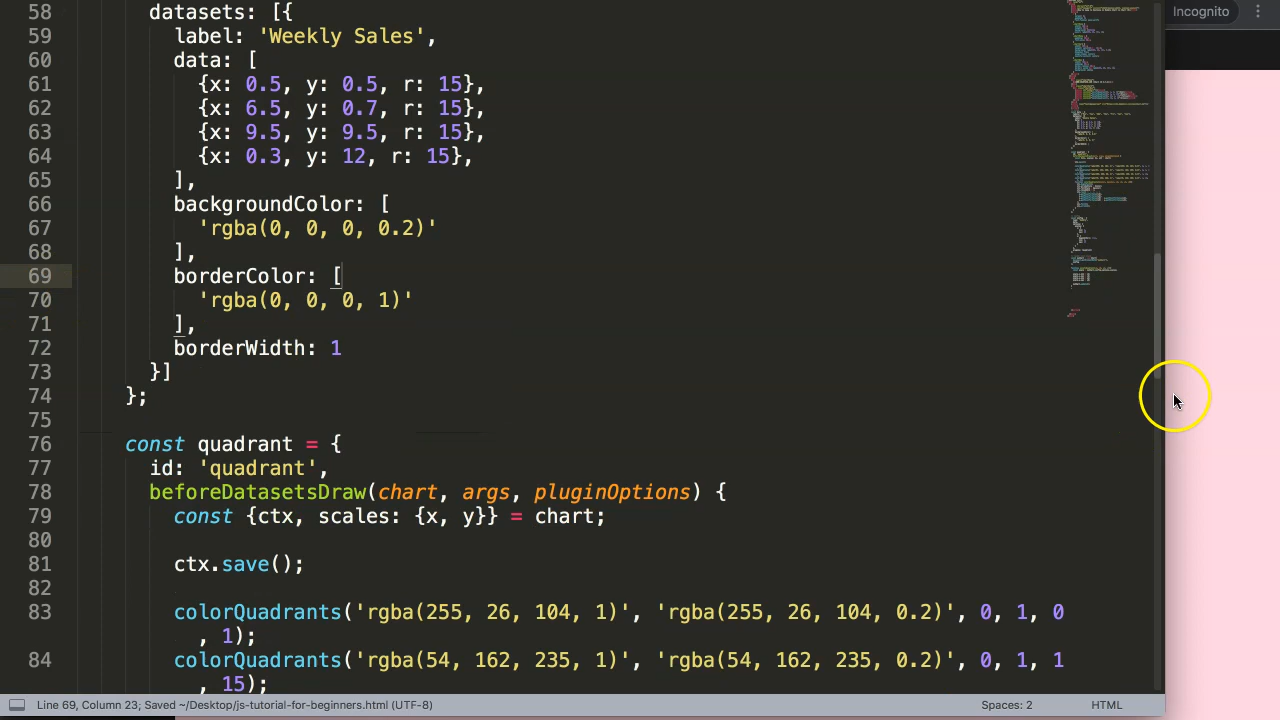 Incognito
58 datasets: [{
59 label: 'Weekly Sales',
60 data: [
61 {x: 0.5, y: 0.5, r: 15},
62 {x: 6.5, y: 0.7, r: 15},
63 {x: 9.5, y: 9.5, r: 15},
64 {x: 0.3, y: 12, r: 15},
65 ],
66 backgroundColor: [
67 'rgba(0, 0, 0, 0.2)'
68 ],
69 borderColor: [
70 'rgba(0, 0, 0, 1)'
71 ],
72 borderWidth: 1
73 }]
74 };
75
76 const quadrant = {
77 id: 'quadrant',
78 beforeDatasetsDraw(chart, args, pluginOptions) {
79 const {ctx, scales: {x, y}} = chart;
80
81 ctx.save();
82
83 colorQuadrants('rgba(255, 26, 104, 1)', 'rgba(255, 26, 104, 0.2)', 0, 1, 0
, 1);
84 colorQuadrants('rgba(54, 162, 235, 1)', 'rgba(54, 162, 235, 0.2)', 0, 1, 1
, 15);
Line 69, Column 23; Saved ~/Desktop/js-tutorial-for-beginners.html (UTF-8)
Spaces: 2
HTML